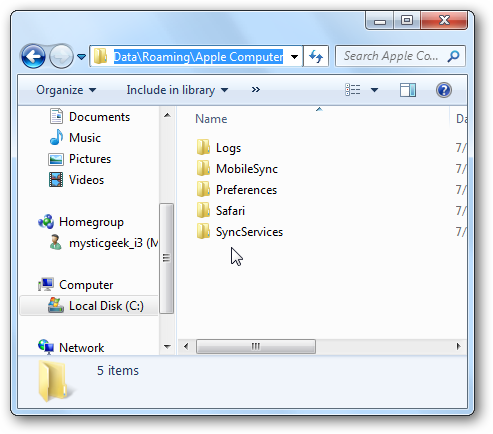 Data\Roaming\Apple Computer
Search Apple Co...
Organize
Include in library
»
Name
Da
Documents
Music
Pictures
Videos
Homegroup
mysticgeek_i3 (M
Computer
Local Disk (C:)
Network
Logs 7/
MobileSync 7/
Preferences 7/
Safari 7/
SyncServices 7/
5 items